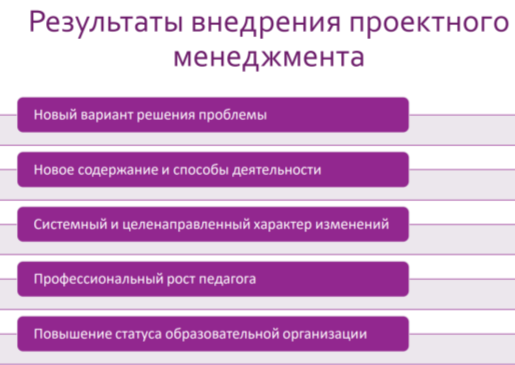 Результаты внедрения проектного
менеджмента
Новый вариант решения проблемы
Новое содержание и способы деятельности
Системный и целенаправленный характер изменений
Профессиональный рост педагога
Повышение статуса образовательной организации